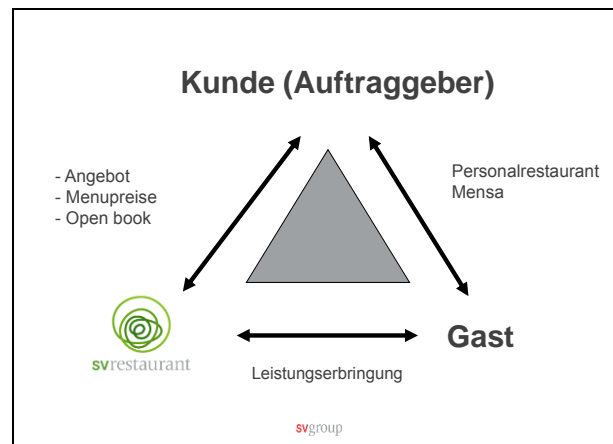 Kunde (Auftraggeber)
- Angebot
- Menupreise
- Open book
Personalrestaurant
Mensa
svrestaurant
Gast
Leistungserbringung
svgroup